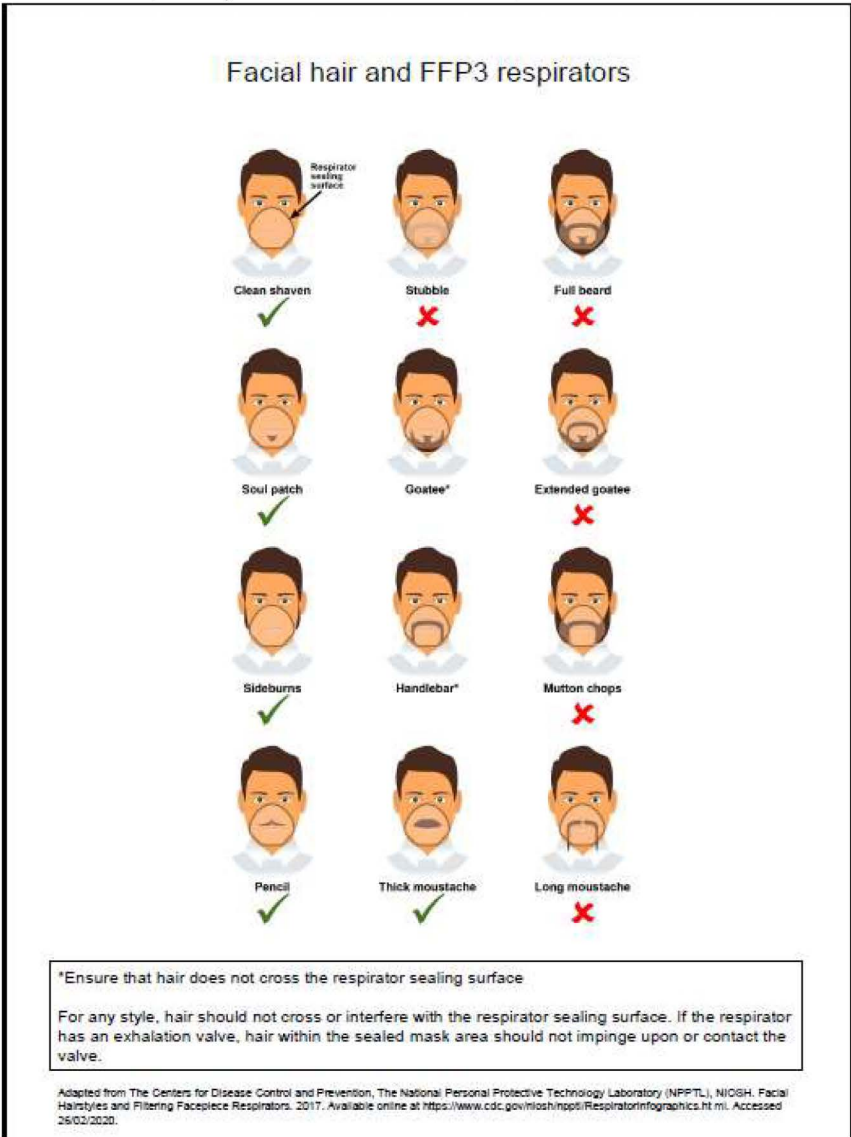 Facial hair and FFP3 respirators
Respirator
sealing
surface
Clean shaven
Stubble
Full beard
Soul patch
Goatee*
Extended goatee
Sideburns
Handlebar*
Mutton chops
Pencil
Thick moustache
Long moustache
*Ensure that hair does not cross the respirator sealing surface
For any style, hair should not cross or interfere with the respirator sealing surface. If the respirator
has an exhalation valve, hair within the sealed mask area should not impinge upon or contact the
valve.
Adapted from The Centers for Disease Control and Prevention, The National Personal Protective Technology Laboratory (NPPTL), NIOSH. Facial
Hairstyles and Filtering Facepiece Respirators. 2017. Available online at https://www.cdc.gov/niosh/npptl/RespiratorInfographics.ht ml. Accessed
26/02/2020.